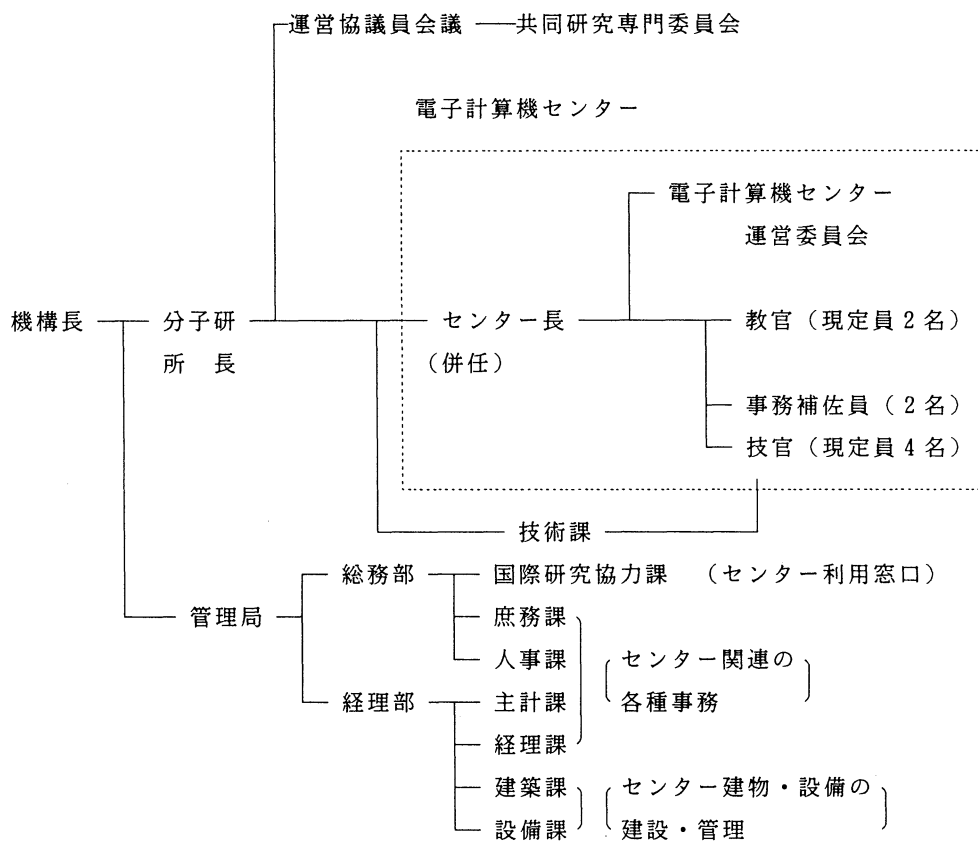 運営協議員会議 共同研究専門委員会
電子計算機センター
電子計算機センター
運営委員会
機構長 分子研 センター長 教官（現定員2名）
所 長 （併任）
事務補佐員（2名）
技官（現定員4名）
技術課
総務部 国際研究協力課 （センター利用窓口）
管理局 庶務課
人事課 センター関連の
経理部 主計課 各種事務
経理課
建築課 センター建物・設備の
設備課 建設・管理